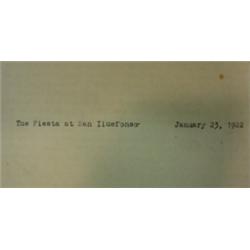 The Fiesta at San Ildefonso January 23, 1922